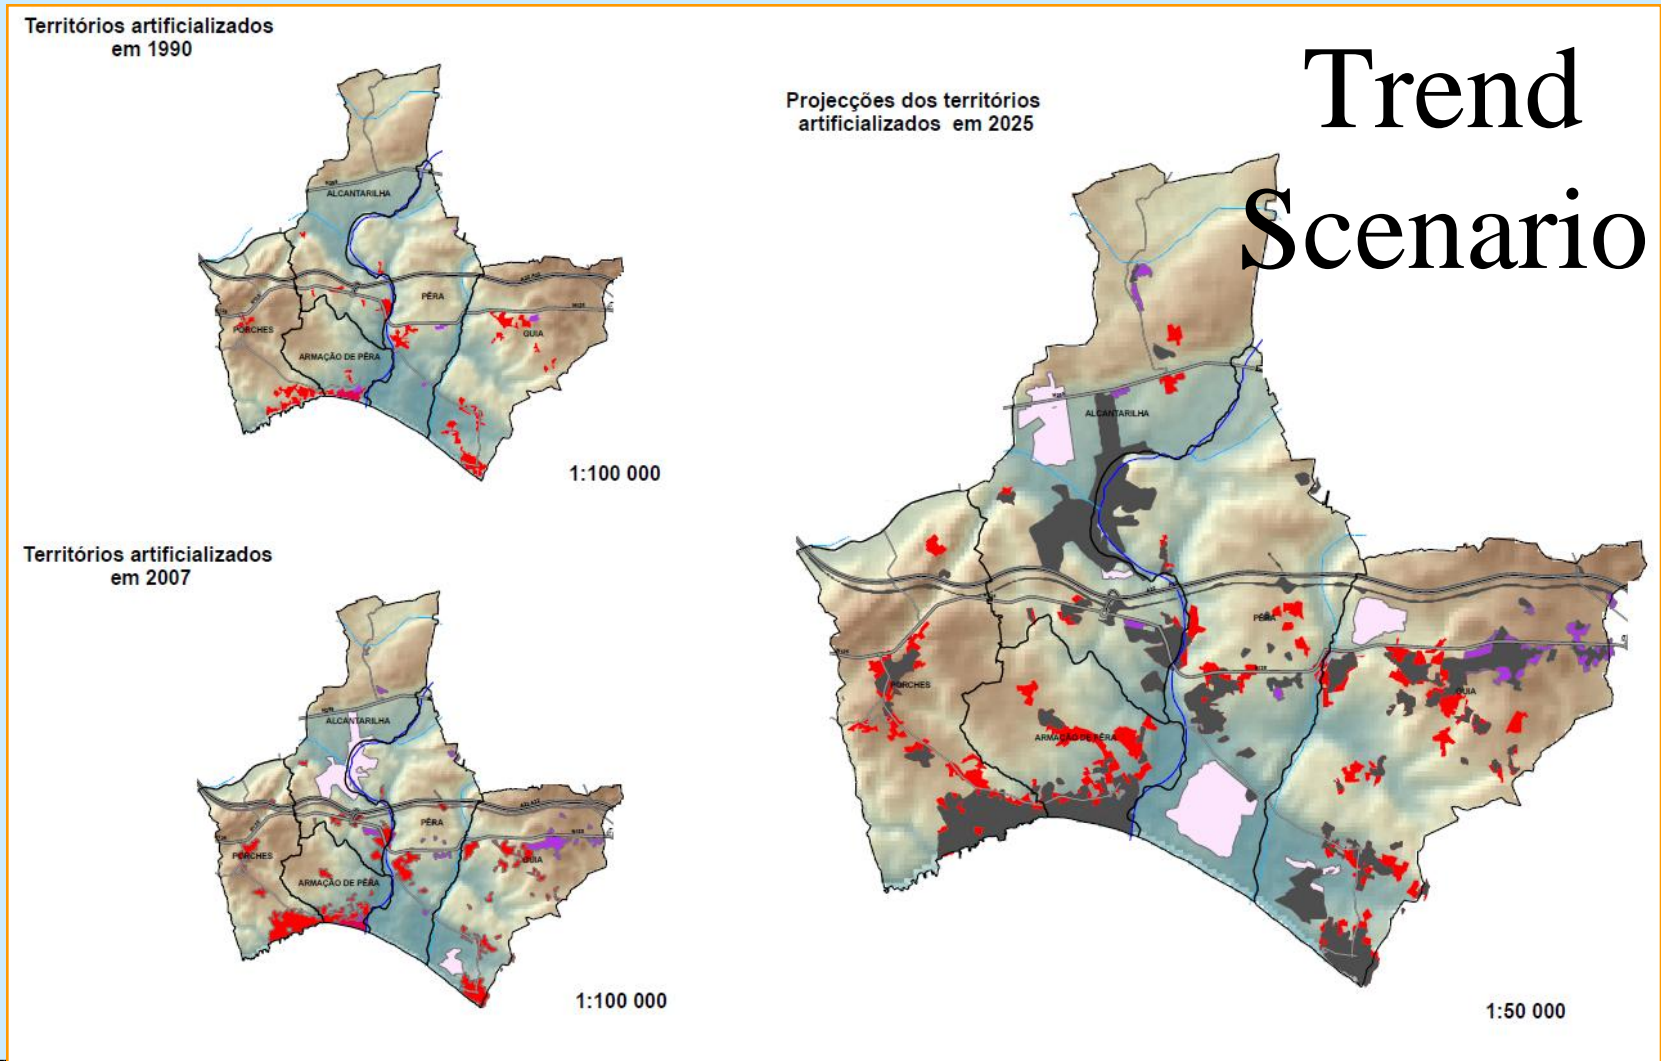 Territórios artificializados
em 1990
ALCANTARILHA
PÊRA
PORCHES
GUIA
ARMAÇÃO DE PÊRA
1:100 000
Territórios artificializados
em 2007
ALCANTARILHA
PÊRA
PORCHES
GUIA
ARMAÇÃO DE PÊRA
1:100 000
Projecções dos territórios
artificializados em 2025
Trend
Scenario
ALCANTARILHA
PÊRA
PORCHES
GUIA
ARMAÇÃO DE PÊRA
1:50 000